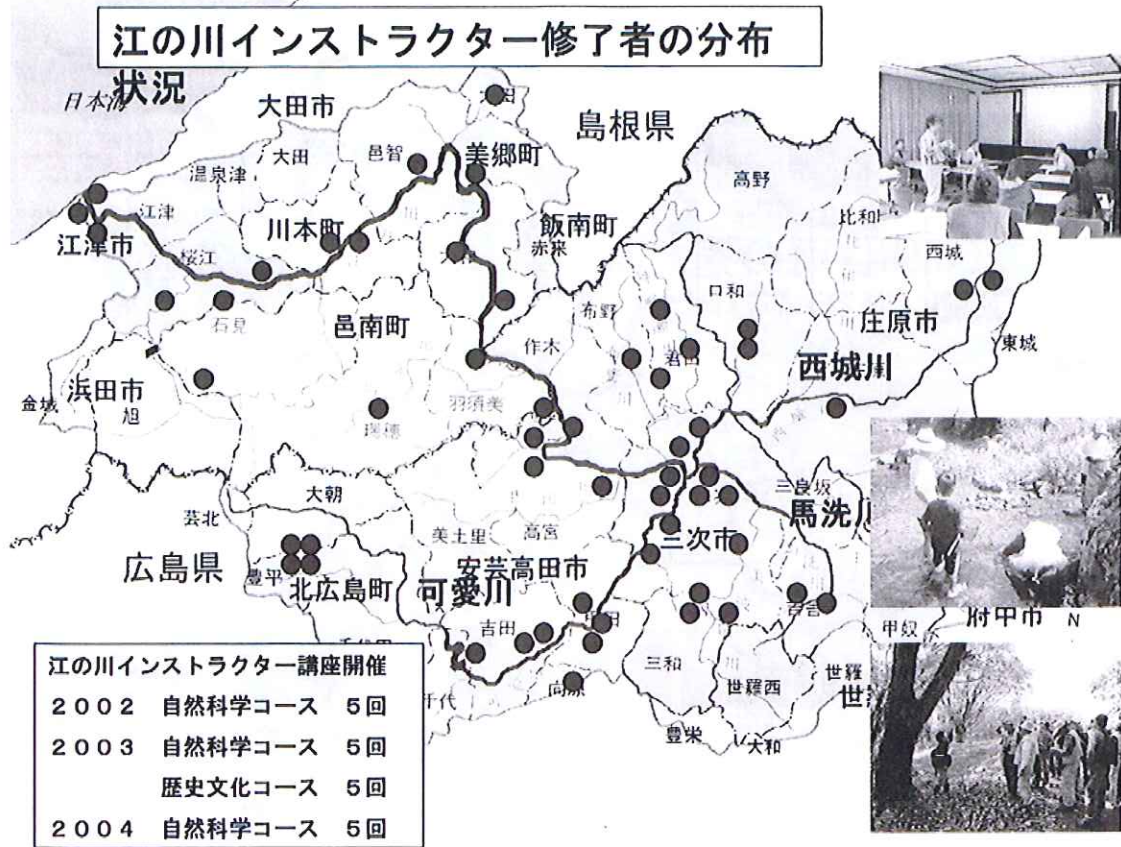 江の川インストラクター修了者の分布
状況
日本海
大田市
島根県
大田
邑智
美郷町
高野
温泉津
比和
江津
川本町
飯南町
赤来
西城
江津市
桜江
口和
布野
庄原市
石見
邑南町
作木
君田
東城
西城川
浜田市
金城
旭
羽須美
瑞穂
大朝
三良坂
芸北
馬洗川
美土里
高宮
三次市
広島県
安芸高田市
豊平
北広島町
可愛川
吉田
甲田
吉舎
府中市
N
甲奴
三和
世羅
世羅西
向原
千代
豊栄
大和
江の川インストラクター講座開催
2002 自然科学コース 5回
2003 自然科学コース 5回
歴史文化コース 5回
2004 自然科学コース 5回